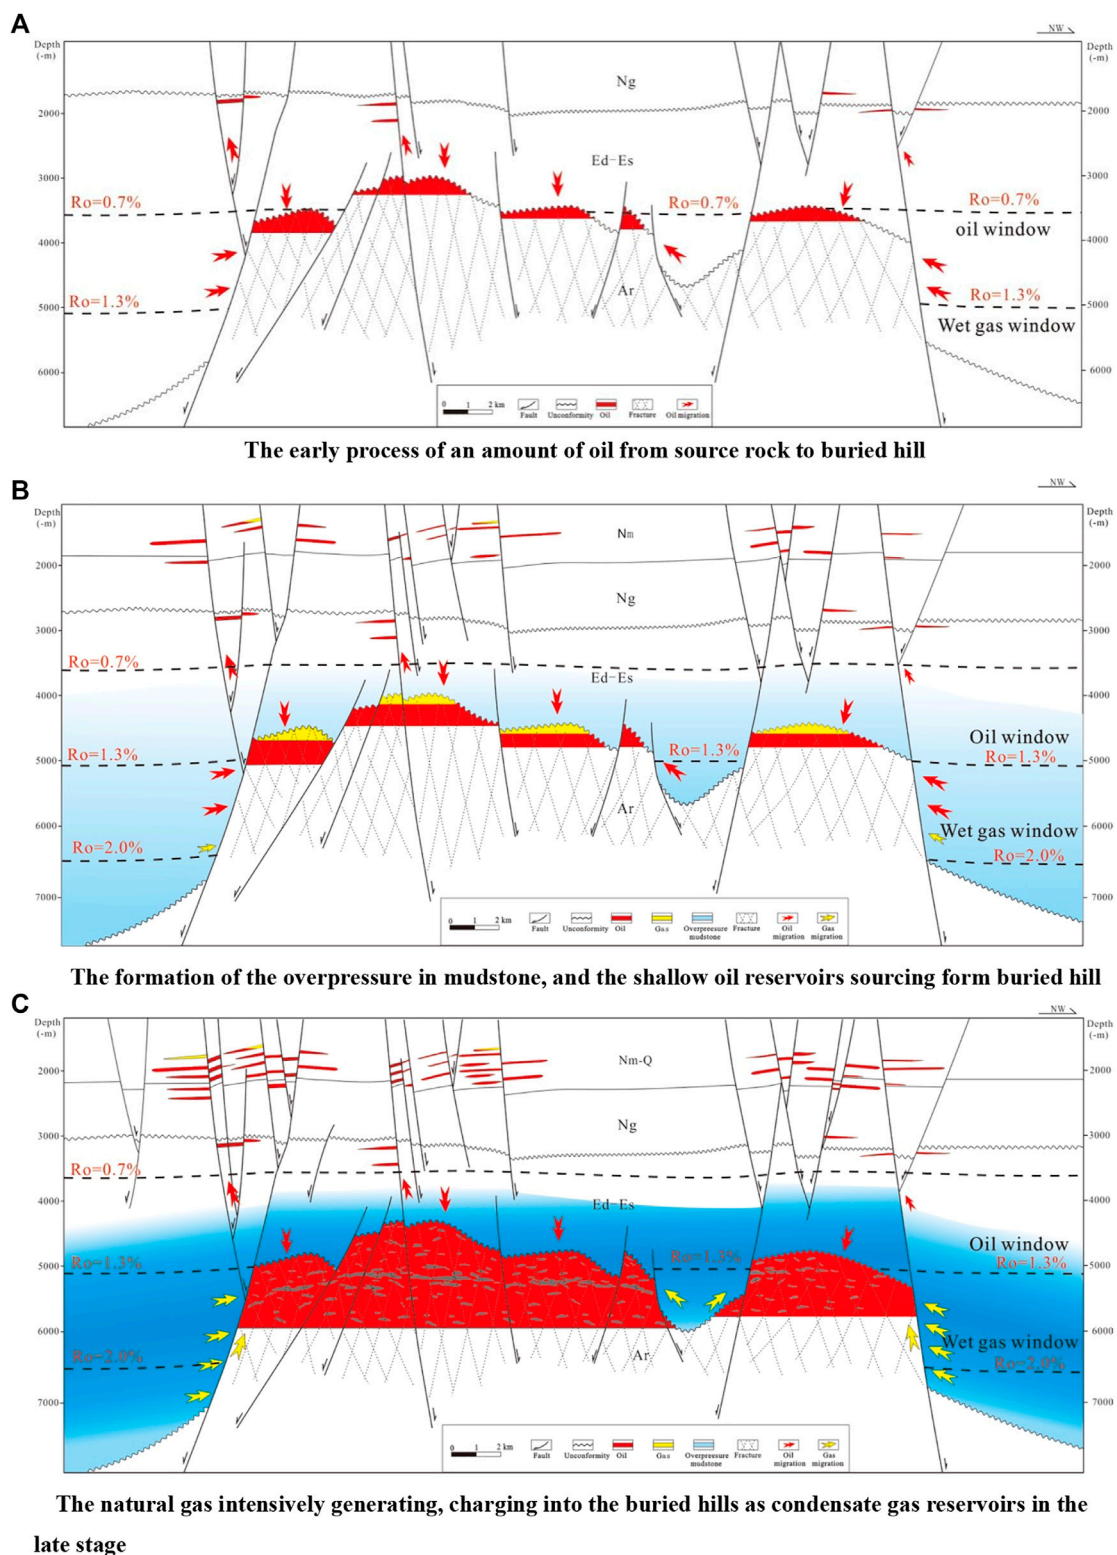 A
NW
Depth
(-m)
Depth
(-m)
Ng
2000
2000
Ed-Es
3000
3000
Ro=0.7%
Ro=0.7%
Ro=0.7%
oil window
4000
4000
Ar
Ro=1.3%
Ro=1.3%
5000
5000
Wet gas window
6000
6000
0 1 2 km
Fault Unconformity Oil Fracture Oil migration
The early process of an amount of oil from source rock to buried hill
B
NW
Depth
(-m)
Depth
(-m)
Nm
2000
2000
Ng
3000
3000
Ro=0.7%
Ed-Es
4000
4000
Oil window
Ro=1.3%
Ro=1.3%
Ro=1.3%
5000
5000
Ar
6000
6000
Wet gas window
Ro=2.0%
Ro=2.0%
7000
7000
0 1 2 km
Fault Unconformity Oil Gas Overpreesure Fracture Oil Gas
mudstone migration migration
The formation of the overpressure in mudstone, and the shallow oil reservoirs sourcing form buried hill
C
NW
Depth
(-m)
Depth
(-m)
Nm-Q
2000
2000
Ng
3000
3000
Ro=0.7%
4000
4000
Ed-Es
Oil window
Ro=1.3%
Ro=1.3%
Ro=1.3%
5000
5000
6000
6000
Wet gas window
Ar
Ro=2.0%
Ro=2.0%
7000
7000
0 1 2 km
Fault Unconformity Oil Gas Overpreesure Fracture Oil Gas
mudstone migration migration
The natural gas intensively generating, charging into the buried hills as condensate gas reservoirs in the
late stage